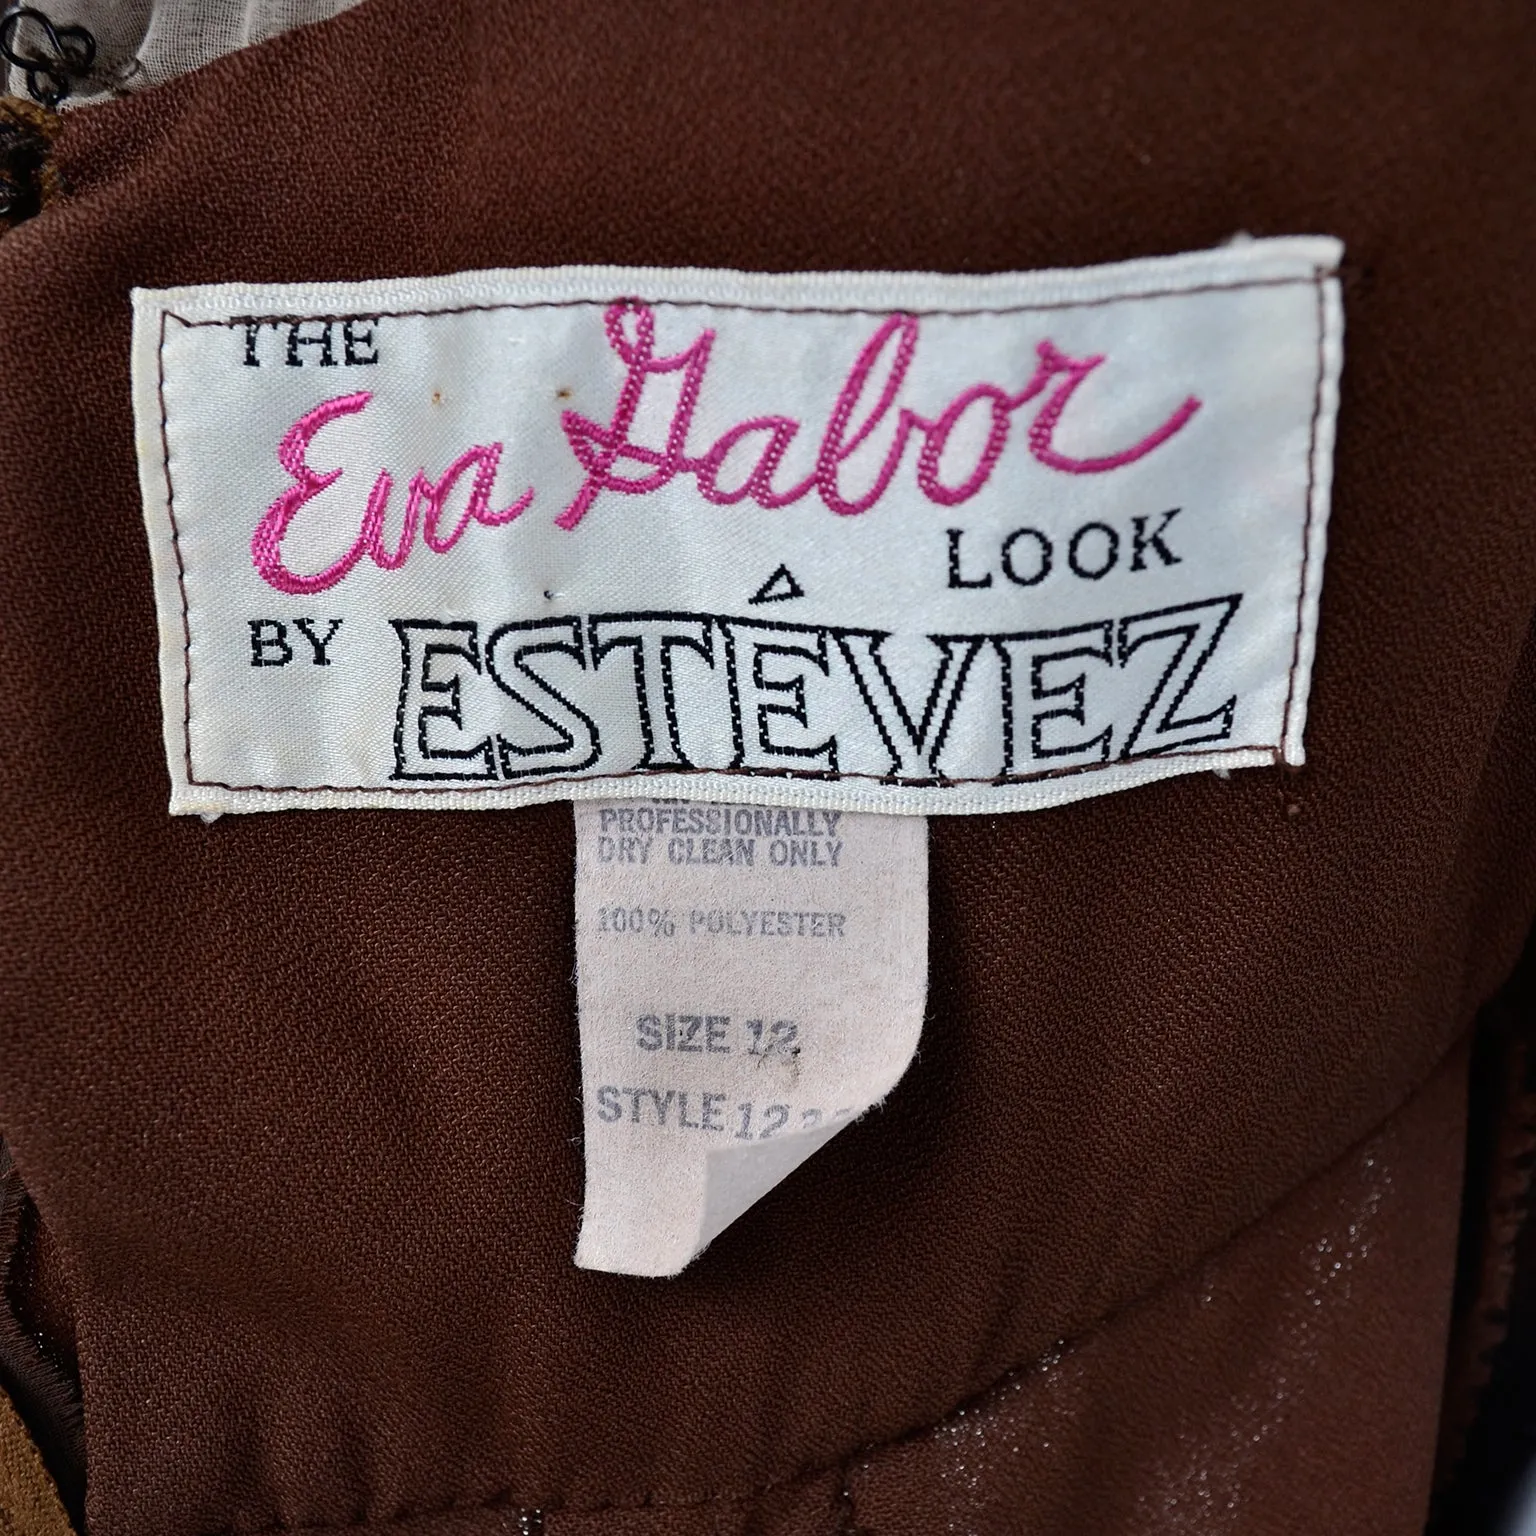 THE
Eva Gabor
LOOK
BY ESTÉVEZ
PROFESSIONALLY
DRY CLEAN ONLY
100% POLYESTER
SIZE 12
STYLE